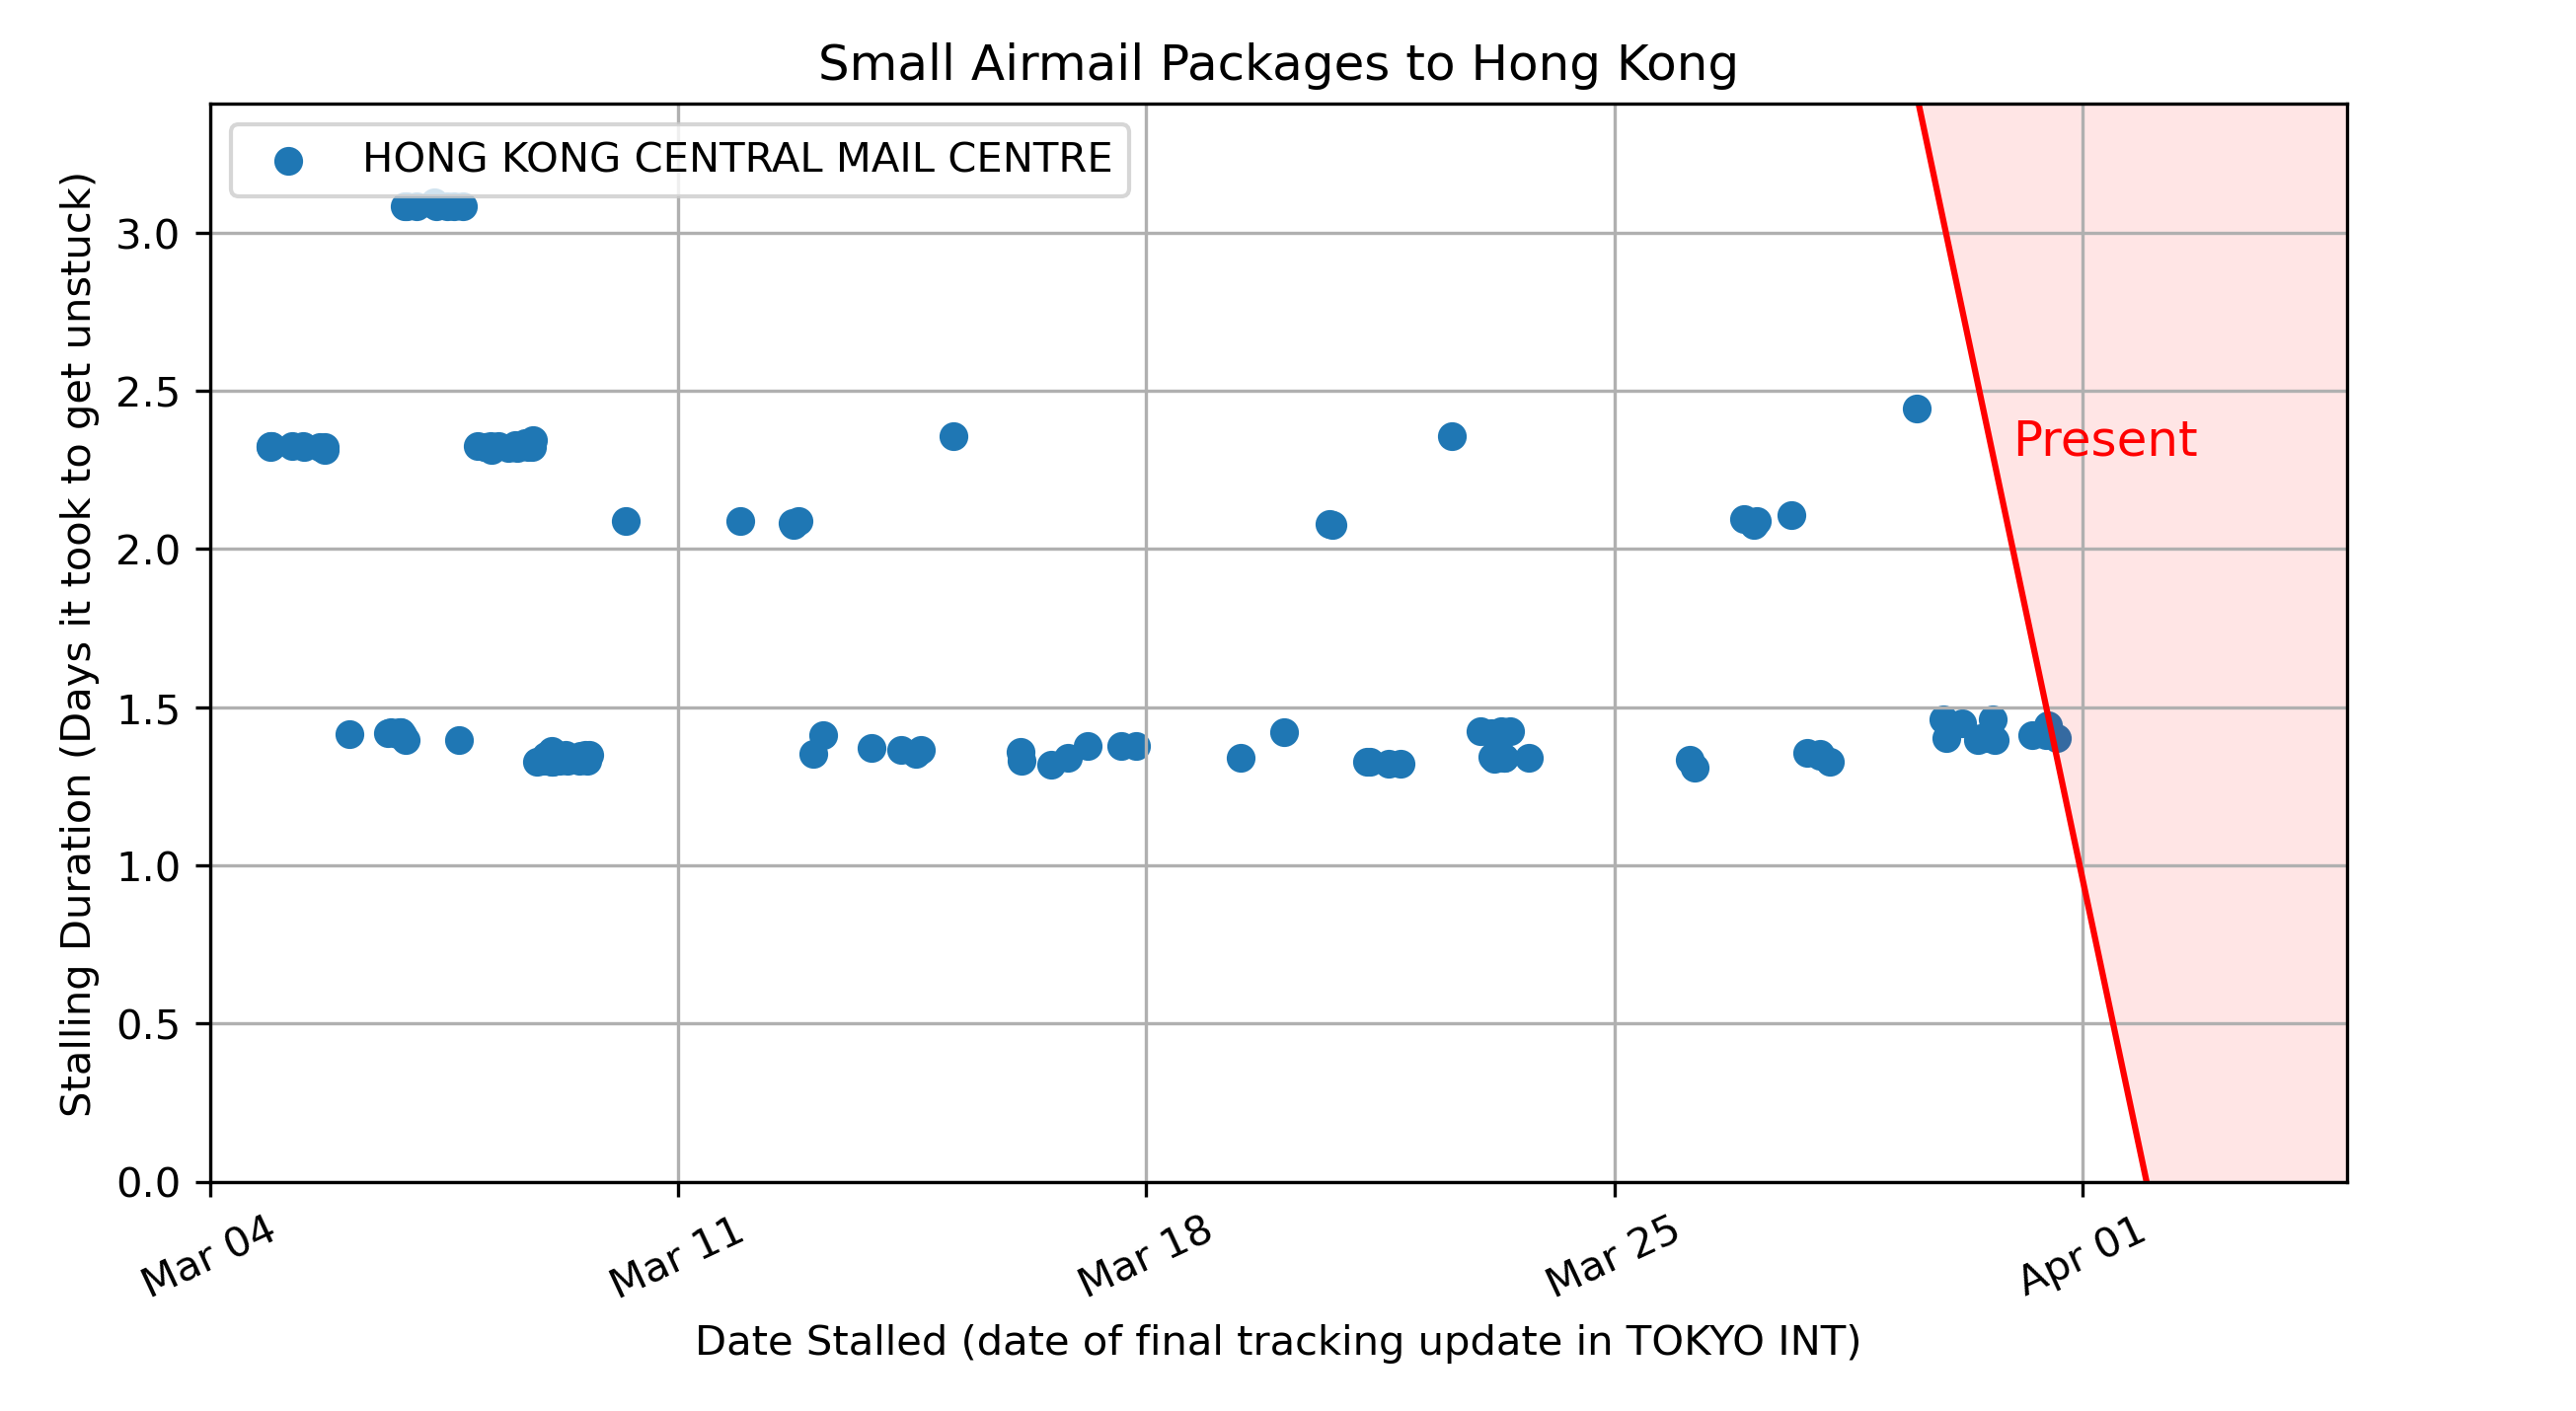 Small Airmail Packages to Hong Kong
HONG KONG CENTRAL MAIL CENTRE
Stalling Duration (Days it took to get unstuck)
3.0
2.5
2.0
1.5
1.0
0.5
0.0
Present
Mar 04
Mar 11
Mar 18
Mar 25
Apr 01
Date Stalled (date of final tracking update in TOKYO INT)